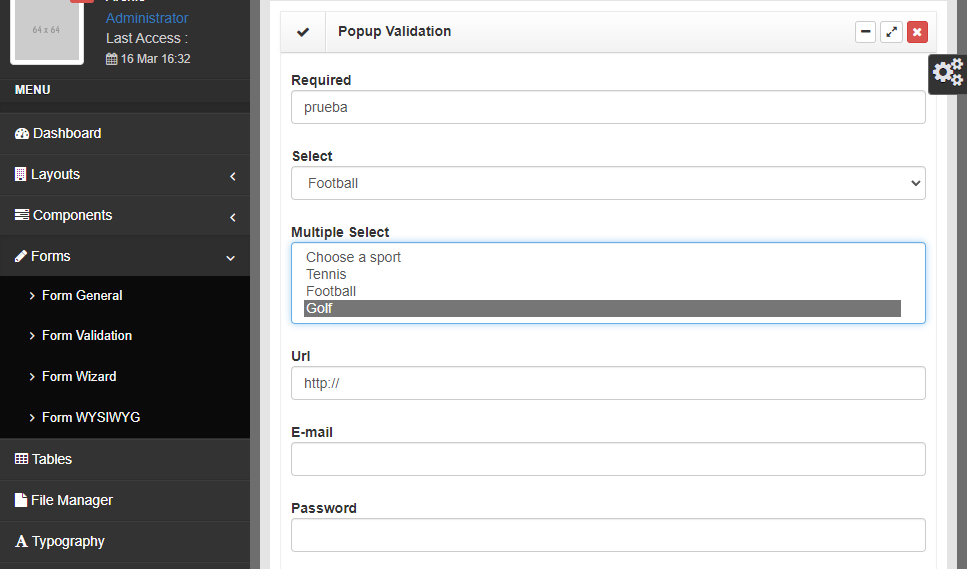 64 x 64
Administrator
Last Access :
16 Mar 16:32
MENU
Dashboard
Layouts
Components
Forms
Form General
Form Validation
Form Wizard
Form WYSIWYG
Tables
File Manager
Typography
Popup Validation
Required
prueba
Select
Football
Multiple Select
Choose a sport
Tennis
Football
Golf
Url
http://
E-mail
Password